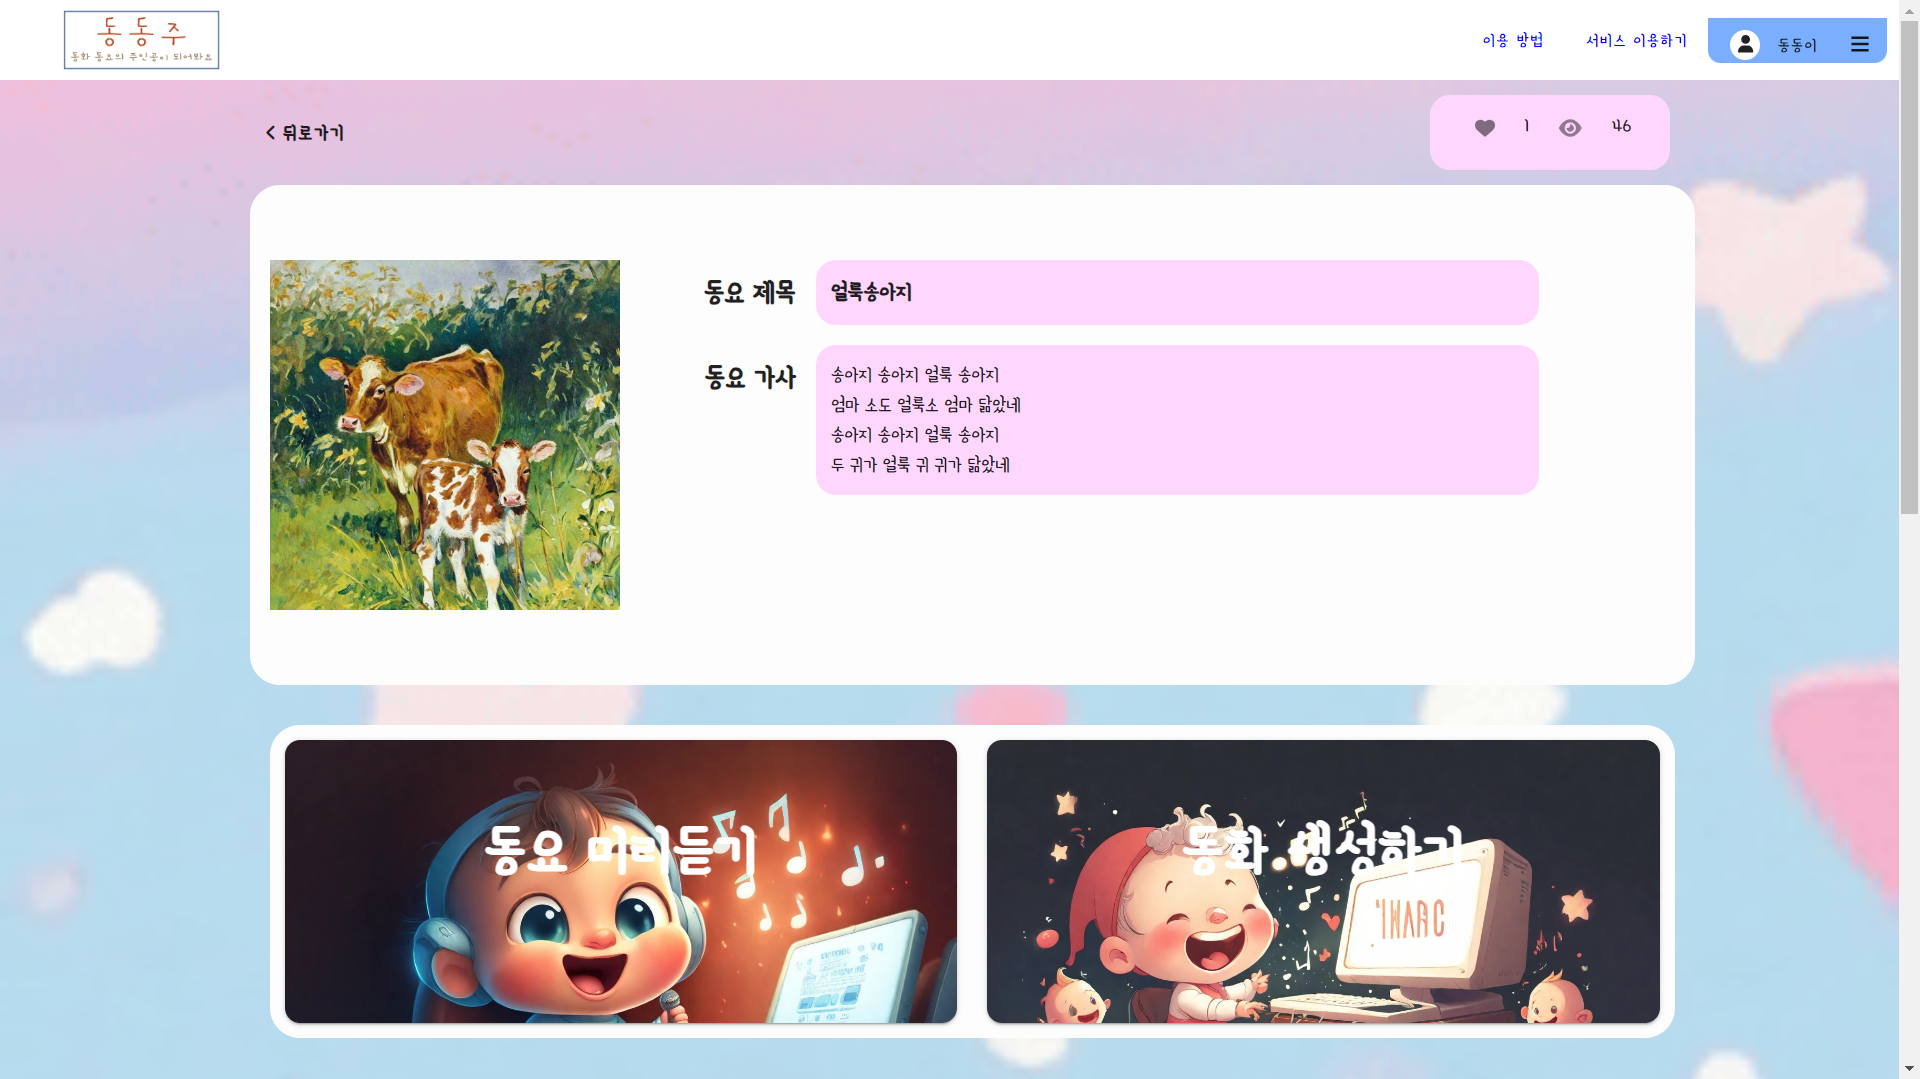 동동주
동화 동요의 주인공이 되어봐요
이용 방법
서비스 이용하기
동동이
뒤로가기
1
46
동요 제목
얼룩송아지
동요 가사
송아지 송아지 얼룩 송아지
엄마 소도 얼룩소 엄마 닮았네
송아지 송아지 얼룩 송아지
두 귀가 얼룩 귀 귀가 닮았네
동요 미리듣기
동화 생성하기